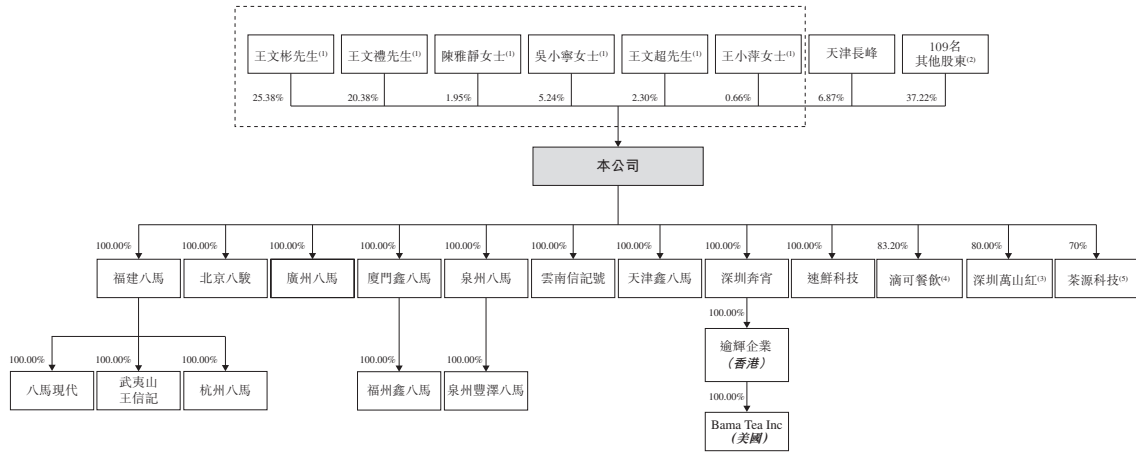 王文彬先生(1)
王文禮先生(1)
陳雅靜女士(1)
吳小寧女士(1)
王文超先生(1)
王小萍女士(1)
天津長峰
109名
其他股東(2)
25.38%
20.38%
1.95%
5.24%
2.30%
0.66%
6.87%
37.22%
本公司
100.00%
100.00%
100.00%
100.00%
100.00%
100.00%
100.00%
100.00%
100.00%
83.20%
80.00%
70%
福建八馬
北京八駿
廣州八馬
廈門鑫八馬
泉州八馬
雲南信記號
天津鑫八馬
深圳奔宵
速鮮科技
滴可餐飲(4)
深圳萬山紅(3)
茶源科技(5)
100.00%
100.00%
100.00%
100.00%
100.00%
100.00%
八馬現代
武夷山
王信記
杭州八馬
福州鑫八馬
泉州豐澤八馬
逾輝企業
(香港)
100.00%
Bama Tea Inc
(美國)